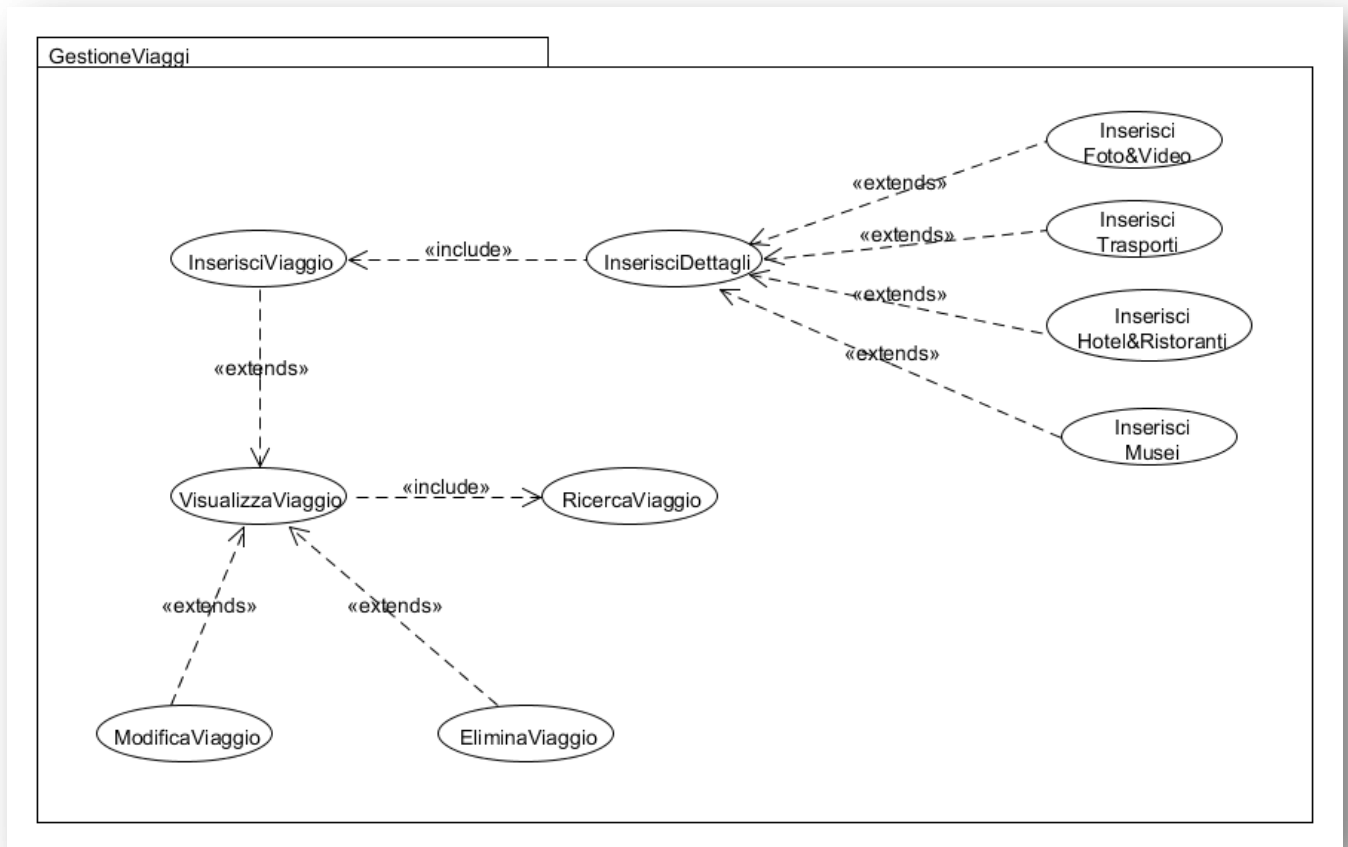 GestioneViaggi
Inserisci
Foto&Video
«extends»
Inserisci
Trasporti
«extends»
InserisciViaggio
«include»
InserisciDettagli
«extends»
Inserisci
Hotel&Ristoranti
«extends»
«extends»
Inserisci
Musei
VisualizzaViaggio
«include»
RicercaViaggio
«extends»
«extends»
ModificaViaggio
EliminaViaggio